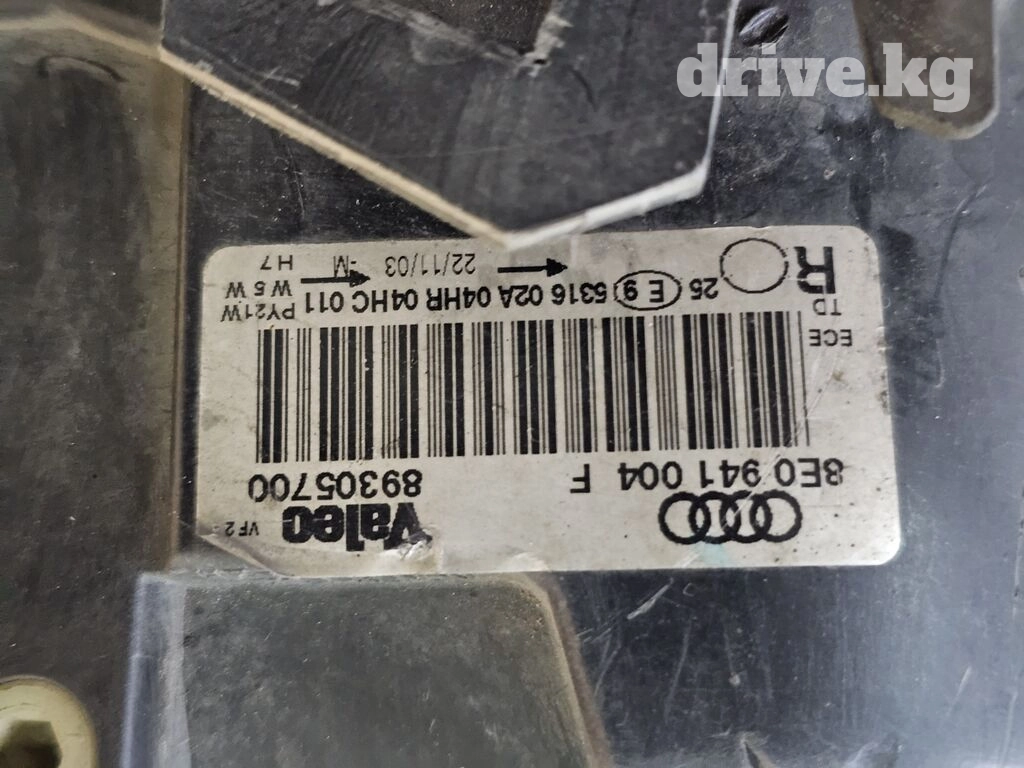 drive.kg
Valeo VF2
8E0 941 004 F 89305700
ECE
TD
R
25 E 9 5316 02A 04HR 04HC 011 PY21W
W5W
22/11/03 -M H7